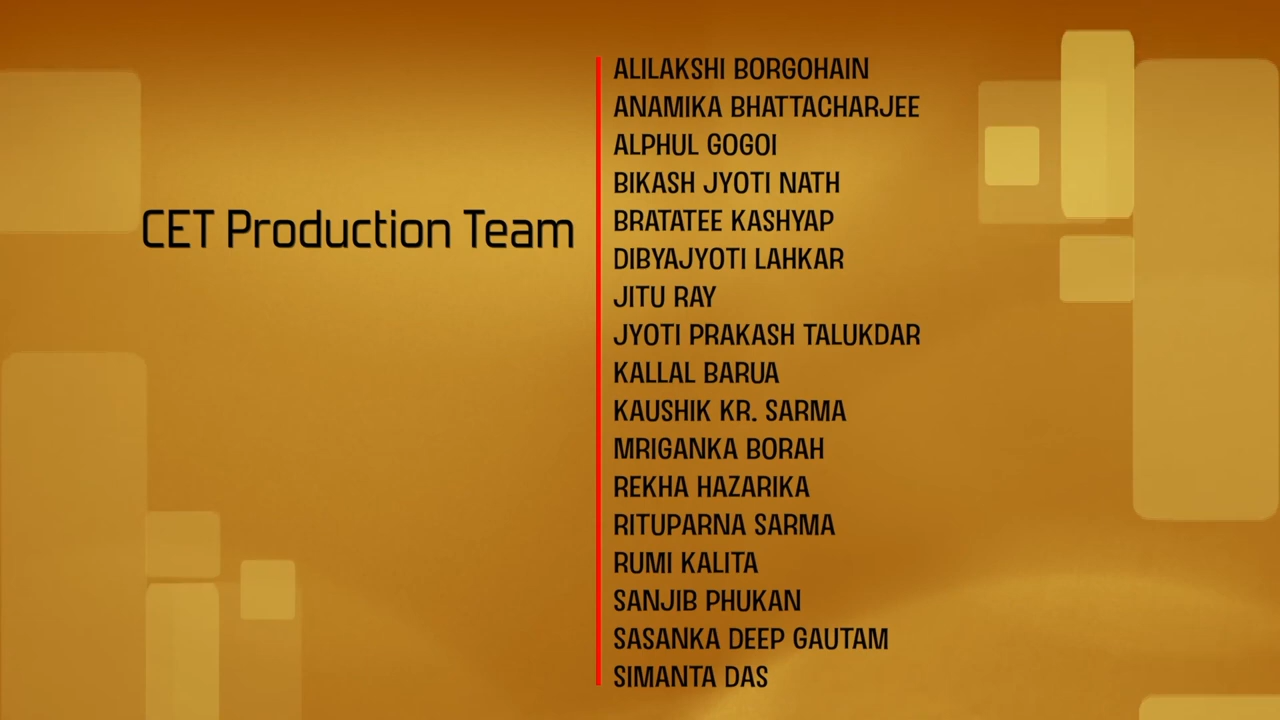 CET Production Team
ALILAKSHI BORGOHAIN
ANAMIKA BHATTACHARJEE
ALPHUL GOGOI
BIKASH JYOTI NATH
BRATATEE KASHYAP
DIBYAJYOTI LAHKAR
JITU RAY
JYOTI PRAKASH TALUKDAR
KALLAL BARUA
KAUSHIK KR. SARMA
MRIGANKA BORAH
REKHA HAZARIKA
RITUPARNA SARMA
RUMI KALITA
SANJIB PHUKAN
SASANKA DEEP GAUTAM
SIMANTA DAS